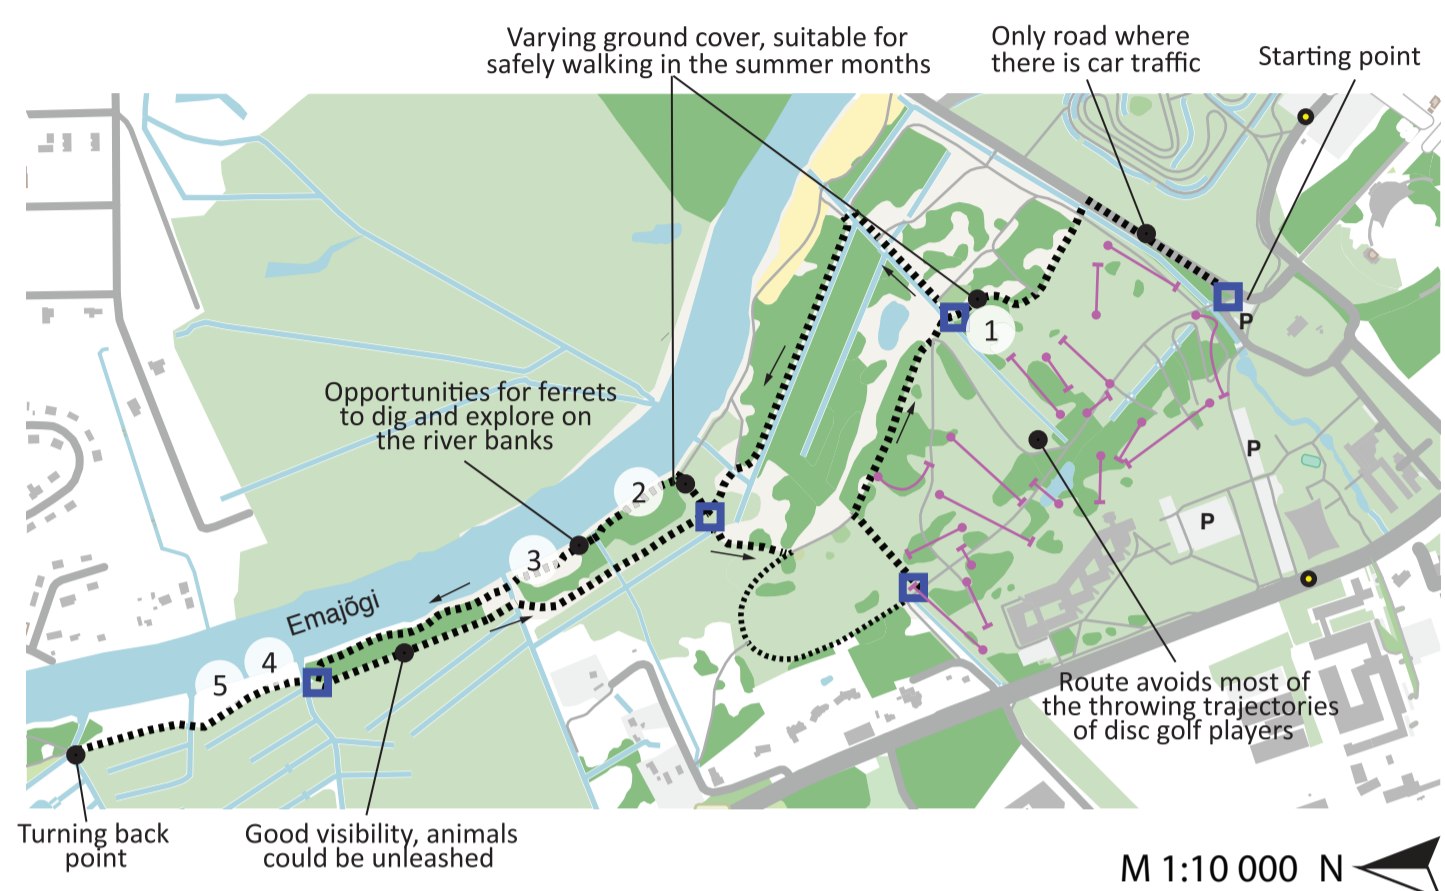 Varying ground cover, suitable for
safely walking in the summer months
Only road where
there is car traffic
Starting point
P
1
Opportunities for ferrets
to dig and explore on
the river banks
P
2
P
3
Emajõgi
4
5
Route avoids most of
the throwing trajectories
of disc golf players
Turning back
point
Good visibility, animals
could be unleashed
M 1:10 000 N